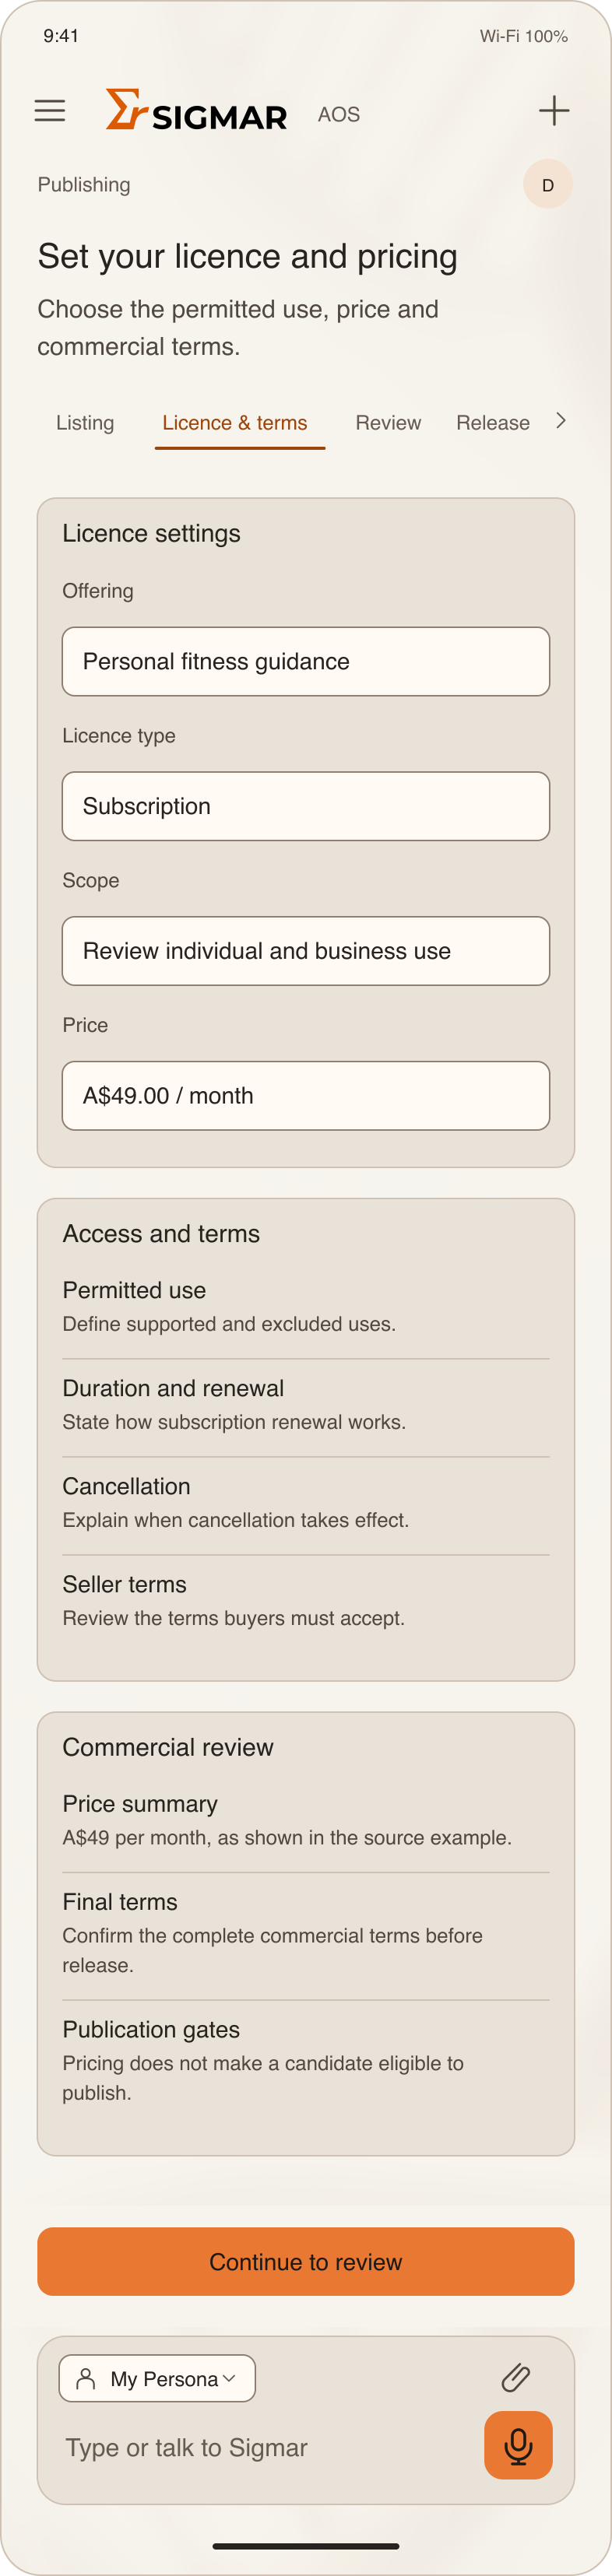 9:41
Wi-Fi 100%
ΣrSIGMAR AOS
Publishing
D
Set your licence and pricing
Choose the permitted use, price and
commercial terms.
Listing
Licence & terms
Review
Release
Licence settings
Offering
Personal fitness guidance
Licence type
Subscription
Scope
Review individual and business use
Price
A$49.00 / month
Access and terms
Permitted use
Define supported and excluded uses.
Duration and renewal
State how subscription renewal works.
Cancellation
Explain when cancellation takes effect.
Seller terms
Review the terms buyers must accept.
Commercial review
Price summary
A$49 per month, as shown in the source example.
Final terms
Confirm the complete commercial terms before
release.
Publication gates
Pricing does not make a candidate eligible to
publish.
Continue to review
My Persona
Type or talk to Sigmar